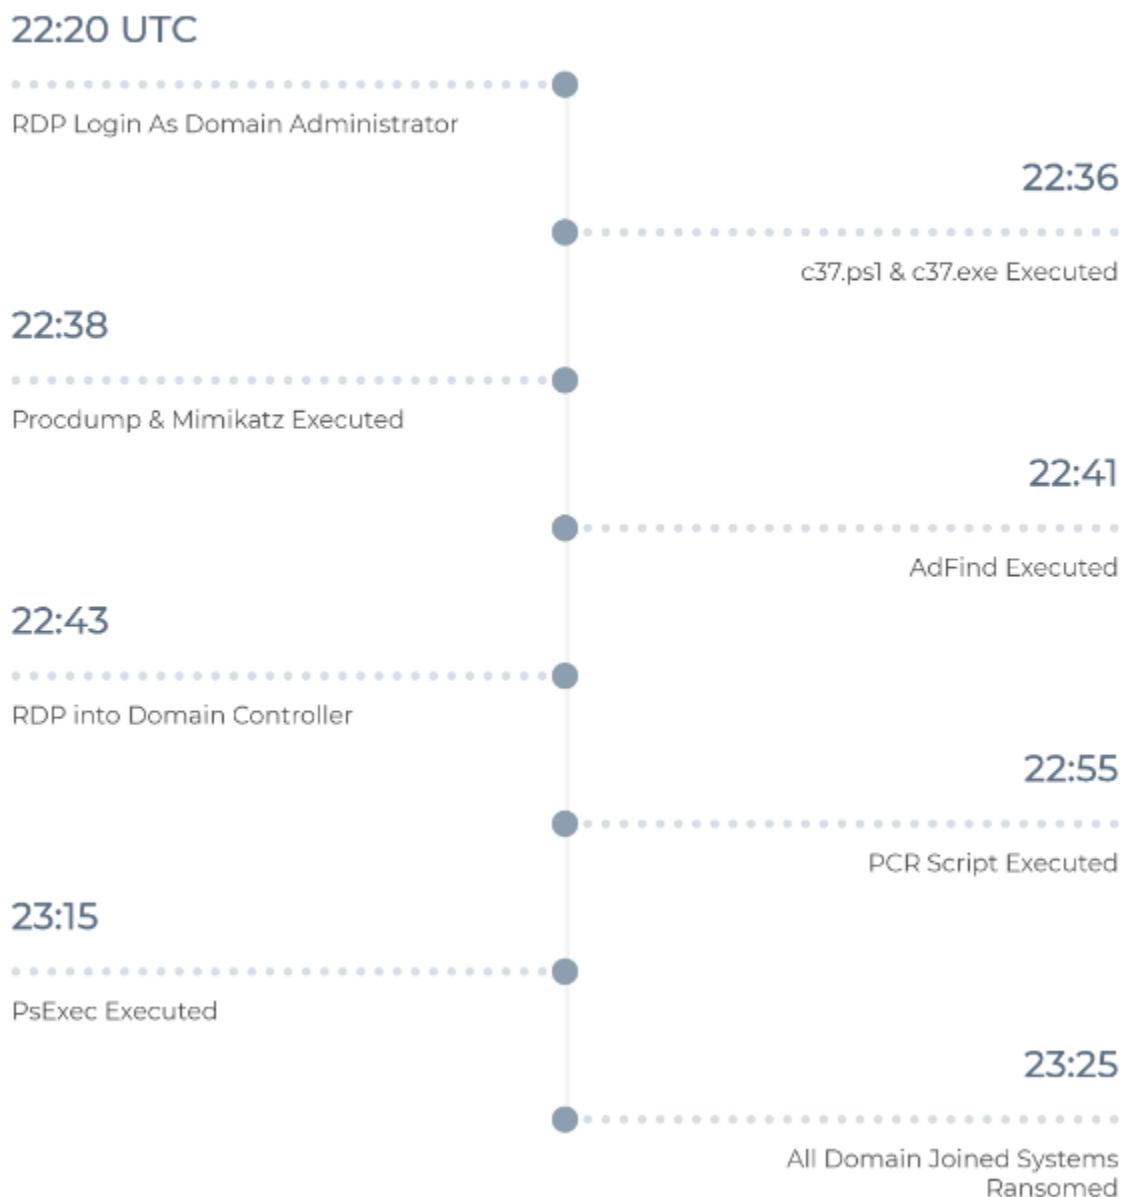 22:20 UTC
RDP Login As Domain Administrator
22:36
c37.ps1 & c37.exe Executed
22:38
Procdump & Mimikatz Executed
22:41
AdFind Executed
22:43
RDP into Domain Controller
22:55
PCR Script Executed
23:15
PsExec Executed
23:25
All Domain Joined Systems
Ransomed